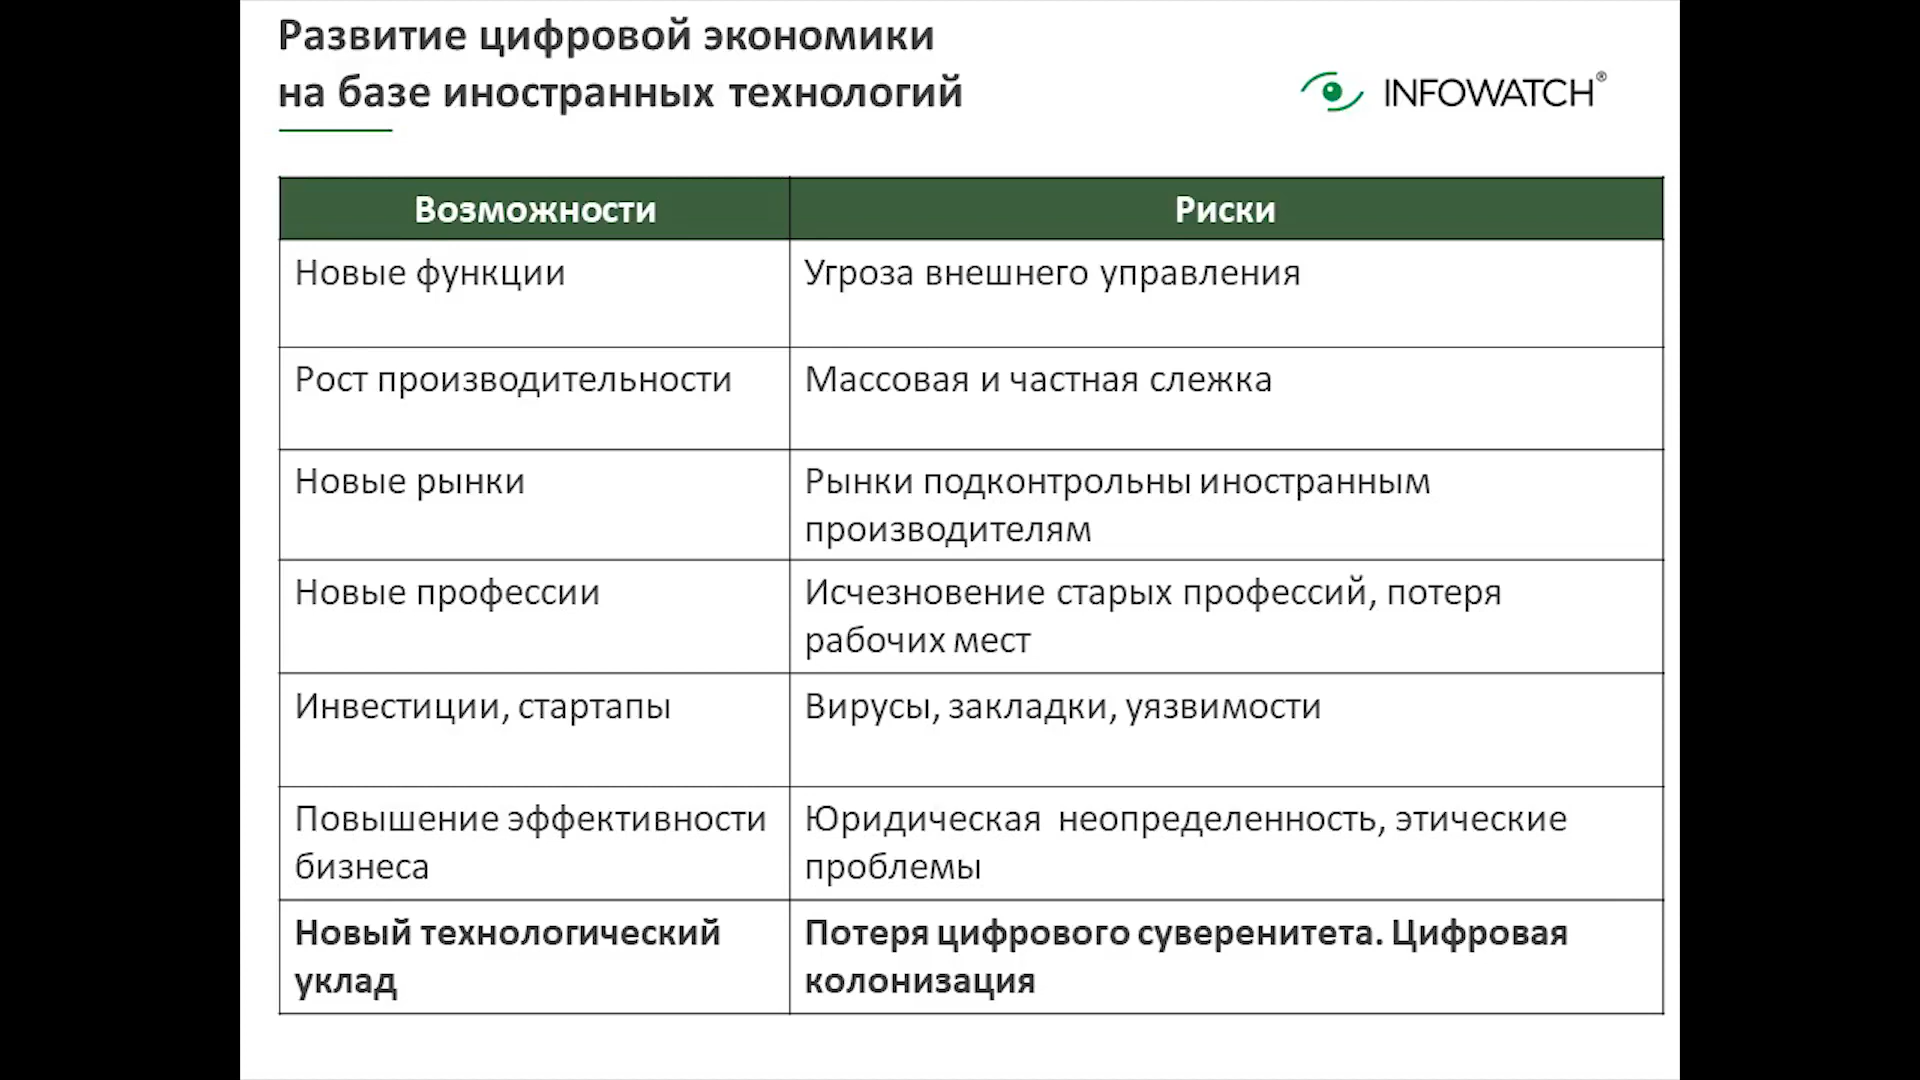 Развитие цифровой экономики
на базе иностранных технологий
INFOWATCH®
Возможности
Риски
Новые функции
Угроза внешнего управления
Рост производительности
Массовая и частная слежка
Новые рынки
Рынки подконтрольны иностранным
производителям
Новые профессии
Исчезновение старых профессий, потеря
рабочих мест
Инвестиции, стартапы
Вирусы, закладки, уязвимости
Повышение эффективности
бизнеса
Юридическая неопределенность, этические
проблемы
Новый технологический
уклад
Потеря цифрового суверенитета. Цифровая
колонизация